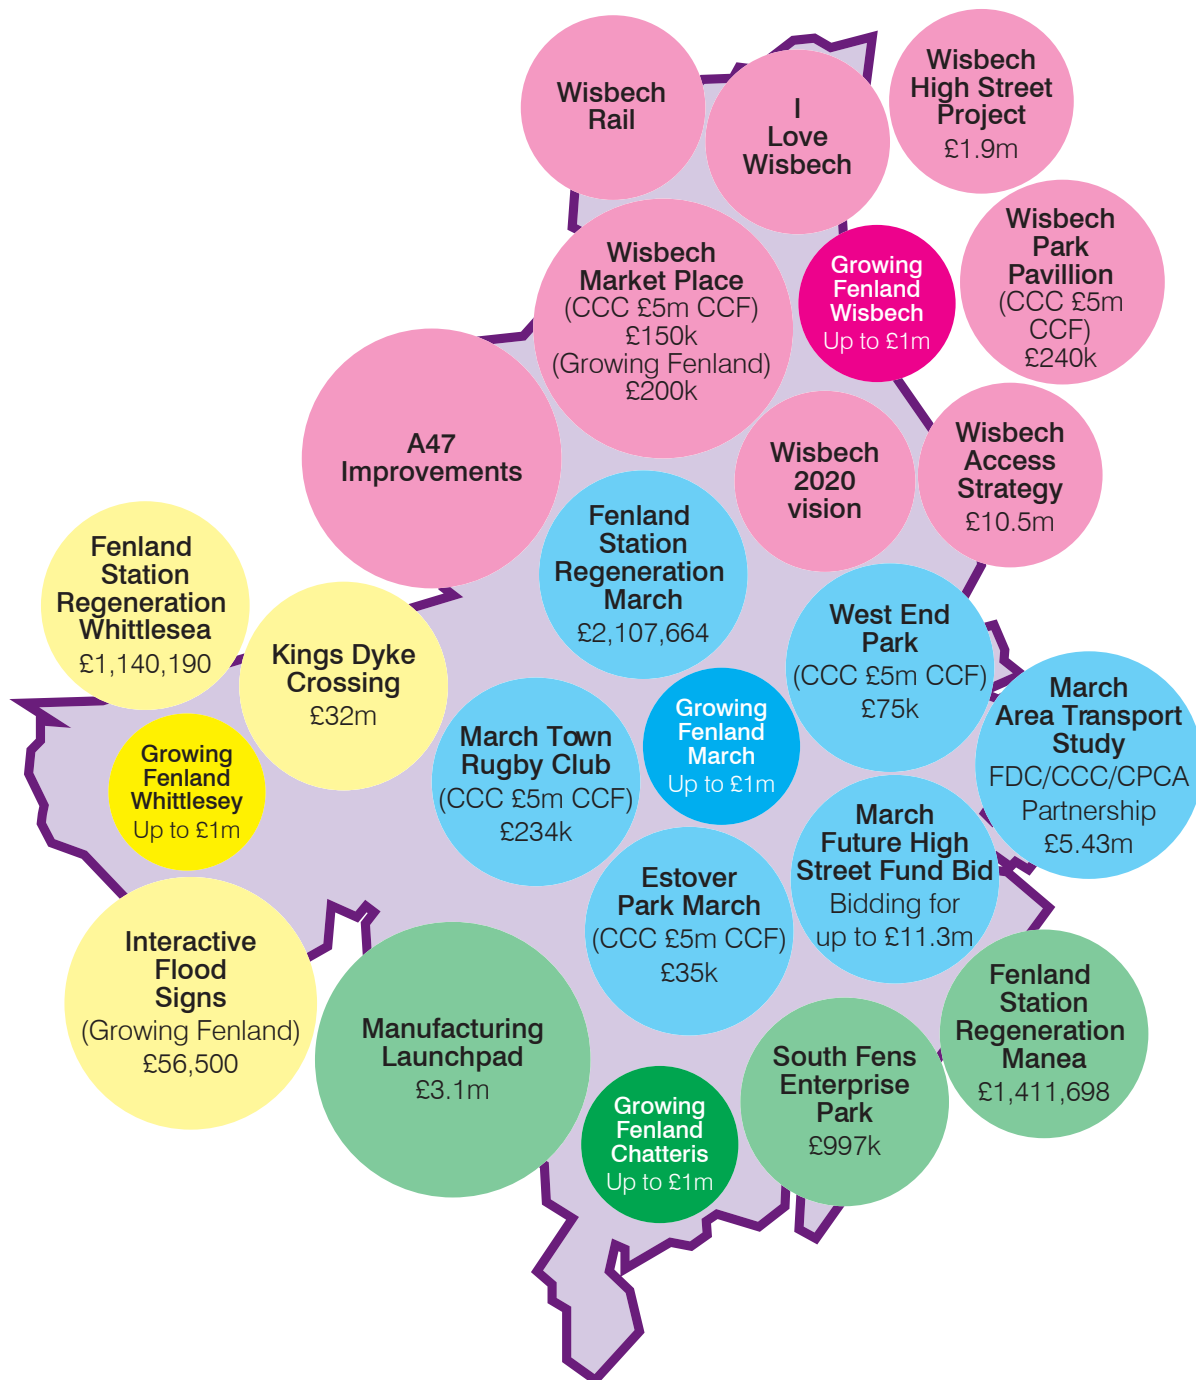 Wisbech
Rail
I
Love
Wisbech
Wisbech
High Street
Project
£1.9m
Wisbech
Market Place
(CCC £5m CCF)
£150k
(Growing Fenland)
£200k
Growing
Fenland
Wisbech
Up to £1m
Wisbech
Park
Pavillion
(CCC £5m
CCF)
£240k
A47
Improvements
Wisbech
2020
vision
Wisbech
Access
Strategy
£10.5m
Fenland
Station
Regeneration
Whittlesea
£1,140,190
Kings Dyke
Crossing
£32m
Fenland
Station
Regeneration
March
£2,107,664
West End
Park
(CCC £5m CCF)
£75k
Growing
Fenland
Whittlesey
Up to £1m
March Town
Rugby Club
(CCC £5m CCF)
£234k
Growing
Fenland
March
Up to £1m
March
Area Transport
Study
FDC/CCC/CPCA
Partnership
£5.43m
March
Future High
Street Fund Bid
Bidding for
up to £11.3m
Estover
Park March
(CCC £5m CCF)
£35k
Interactive
Flood
Signs
(Growing Fenland)
£56,500
Manufacturing
Launchpad
£3.1m
Growing
Fenland
Chatteris
Up to £1m
South Fens
Enterprise
Park
£997k
Fenland
Station
Regeneration
Manea
£1,411,698